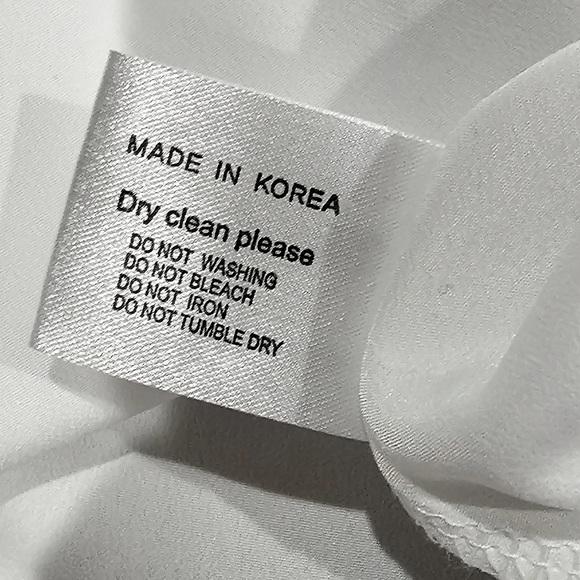 MADE IN KOREA
Dry clean please
DO NOT WASHING
DO NOT BLEACH
DO NOT IRON
DO NOT TUMBLE DRY